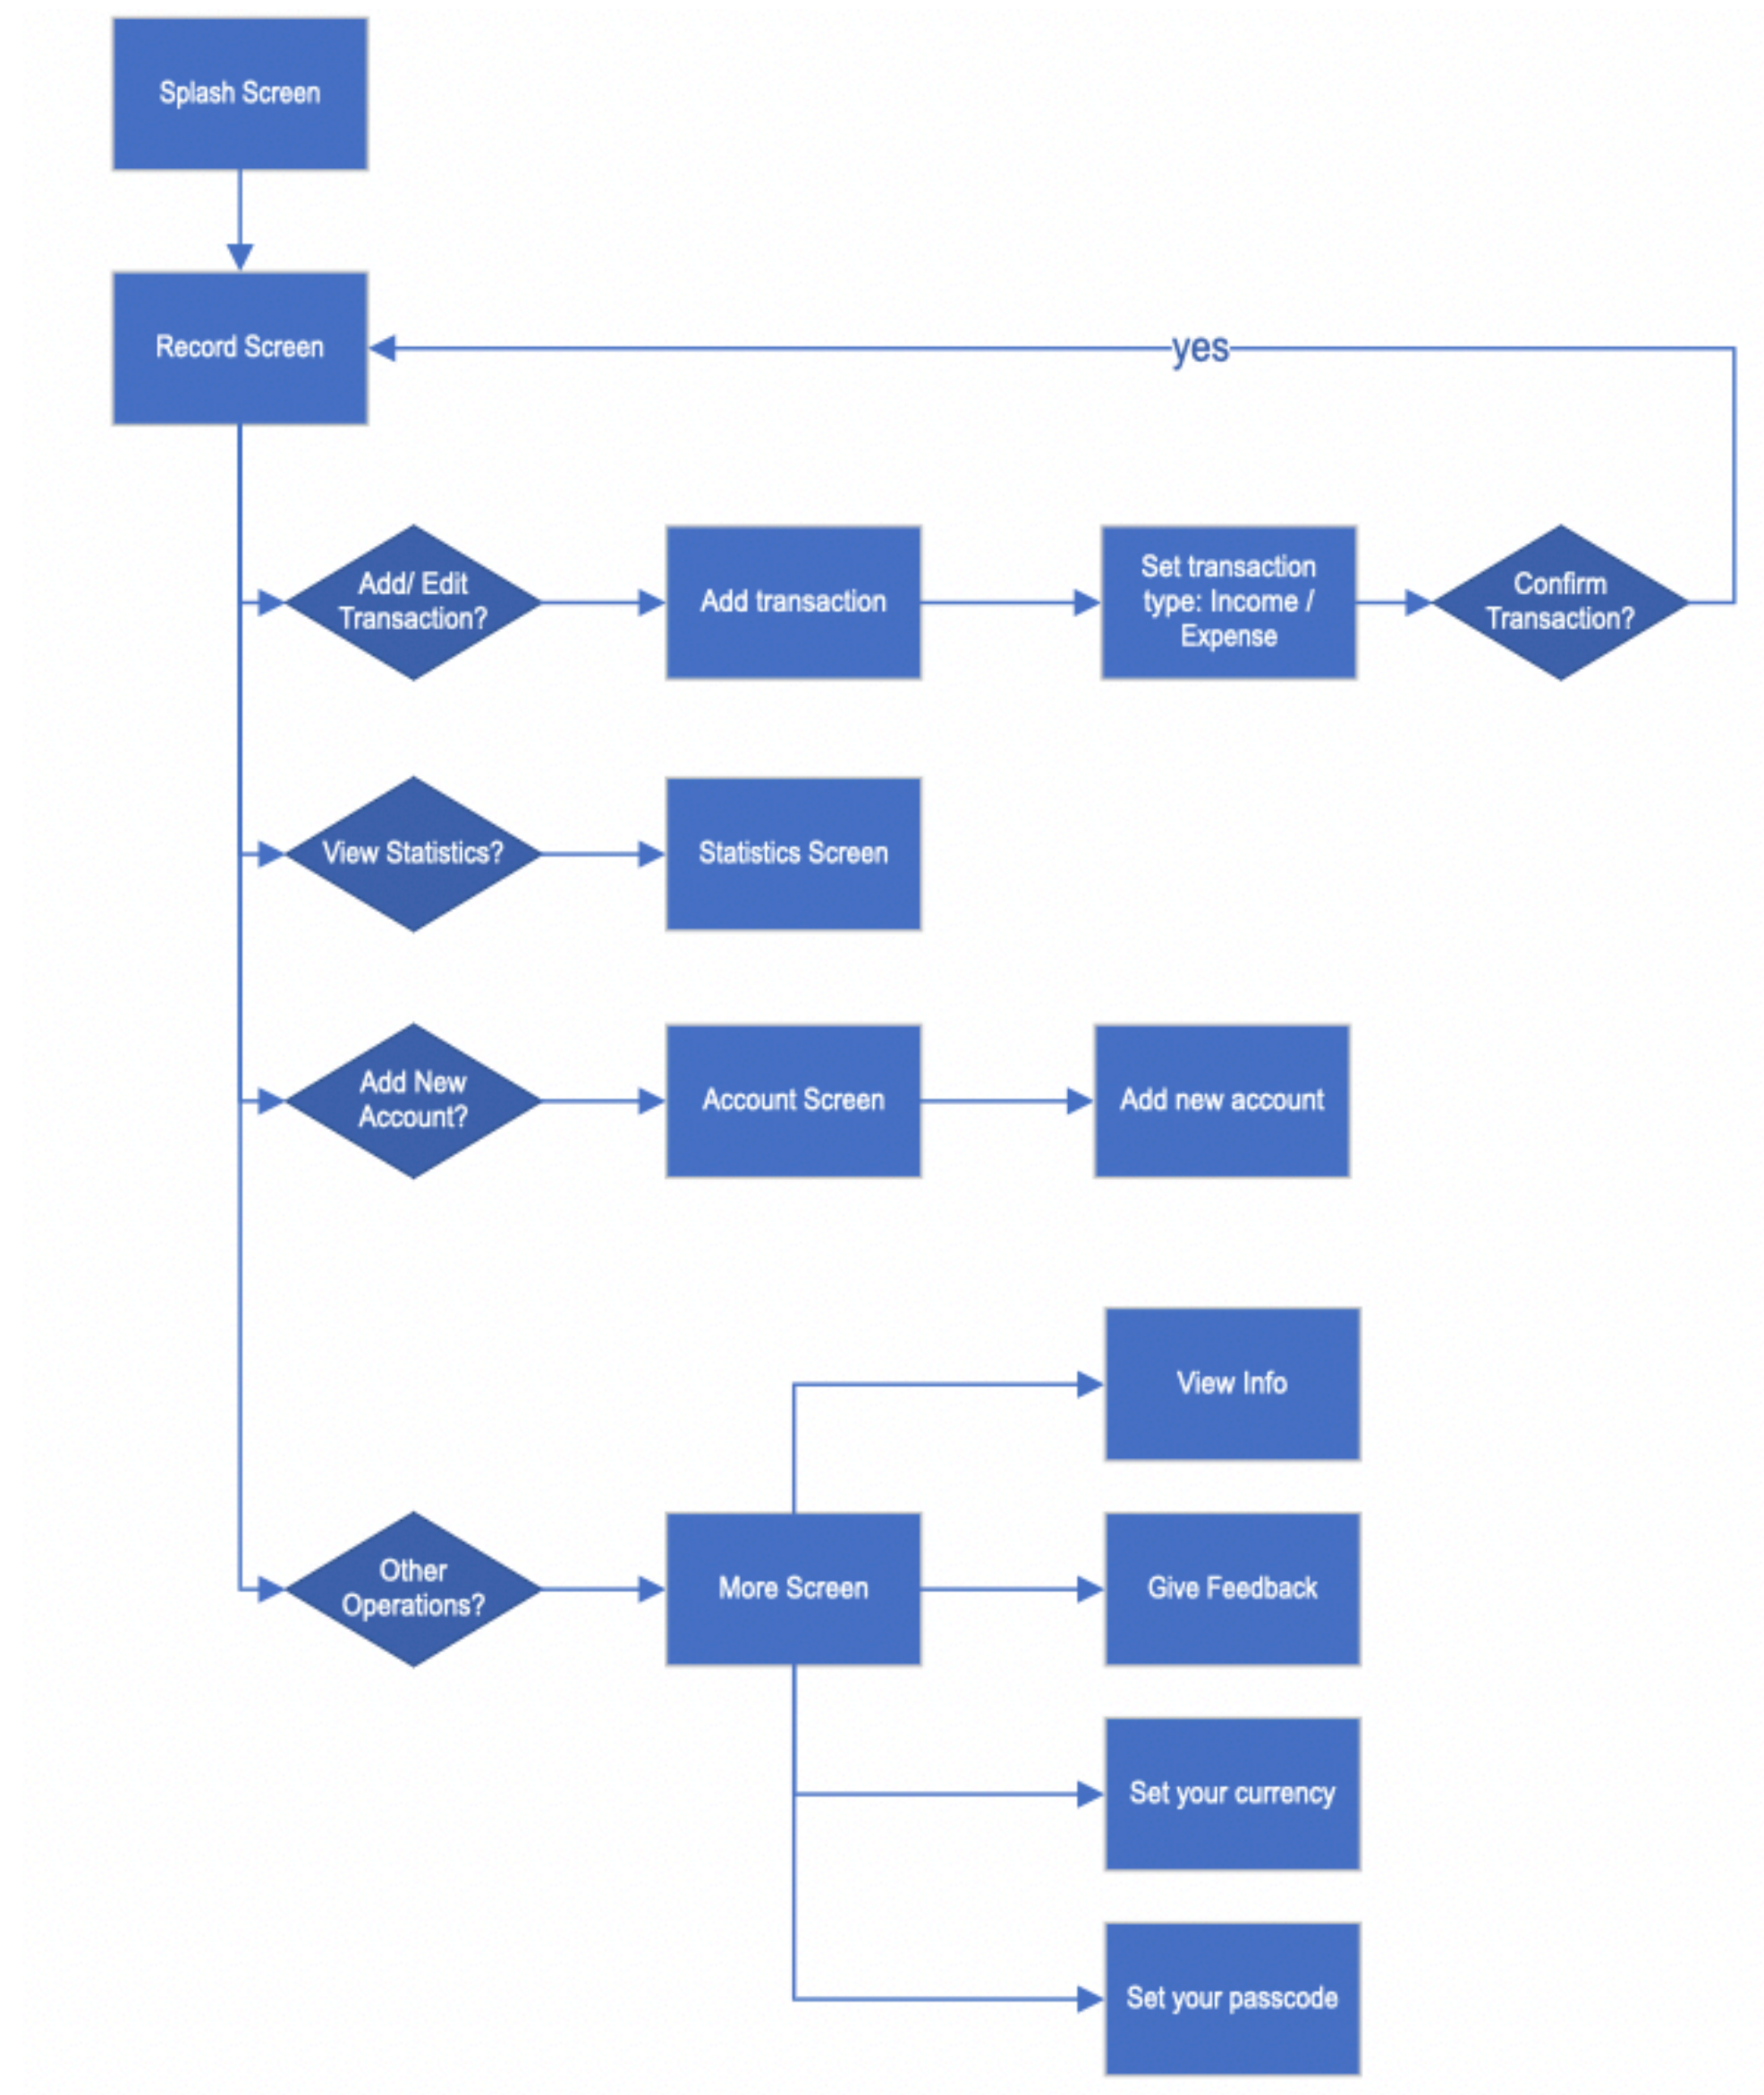 Splash Screen
Record Screen
yes
Add/ Edit
Transaction?
Add transaction
Set transaction
type: Income /
Expense
Confirm
Transaction?
View Statistics?
Statistics Screen
Add New
Account?
Account Screen
Add new account
View Info
Other
Operations?
More Screen
Give Feedback
Set your currency
Set your passcode